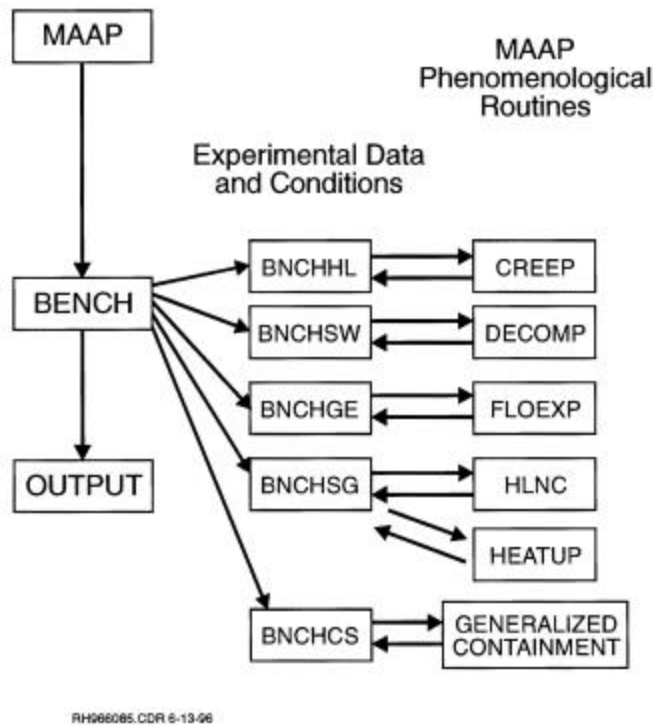 MAAP
MAAP
Phenomenological
Routines
Experimental Data
and Conditions
BNCHHL
CREEP
BENCH
BNCHSW
DECOMP
BNCHGE
FLOEXP
OUTPUT
BNCHSG
HLNC
HEATUP
BNCHCS
GENERALIZED
CONTAINMENT
RH966085.CDR 6-13-96